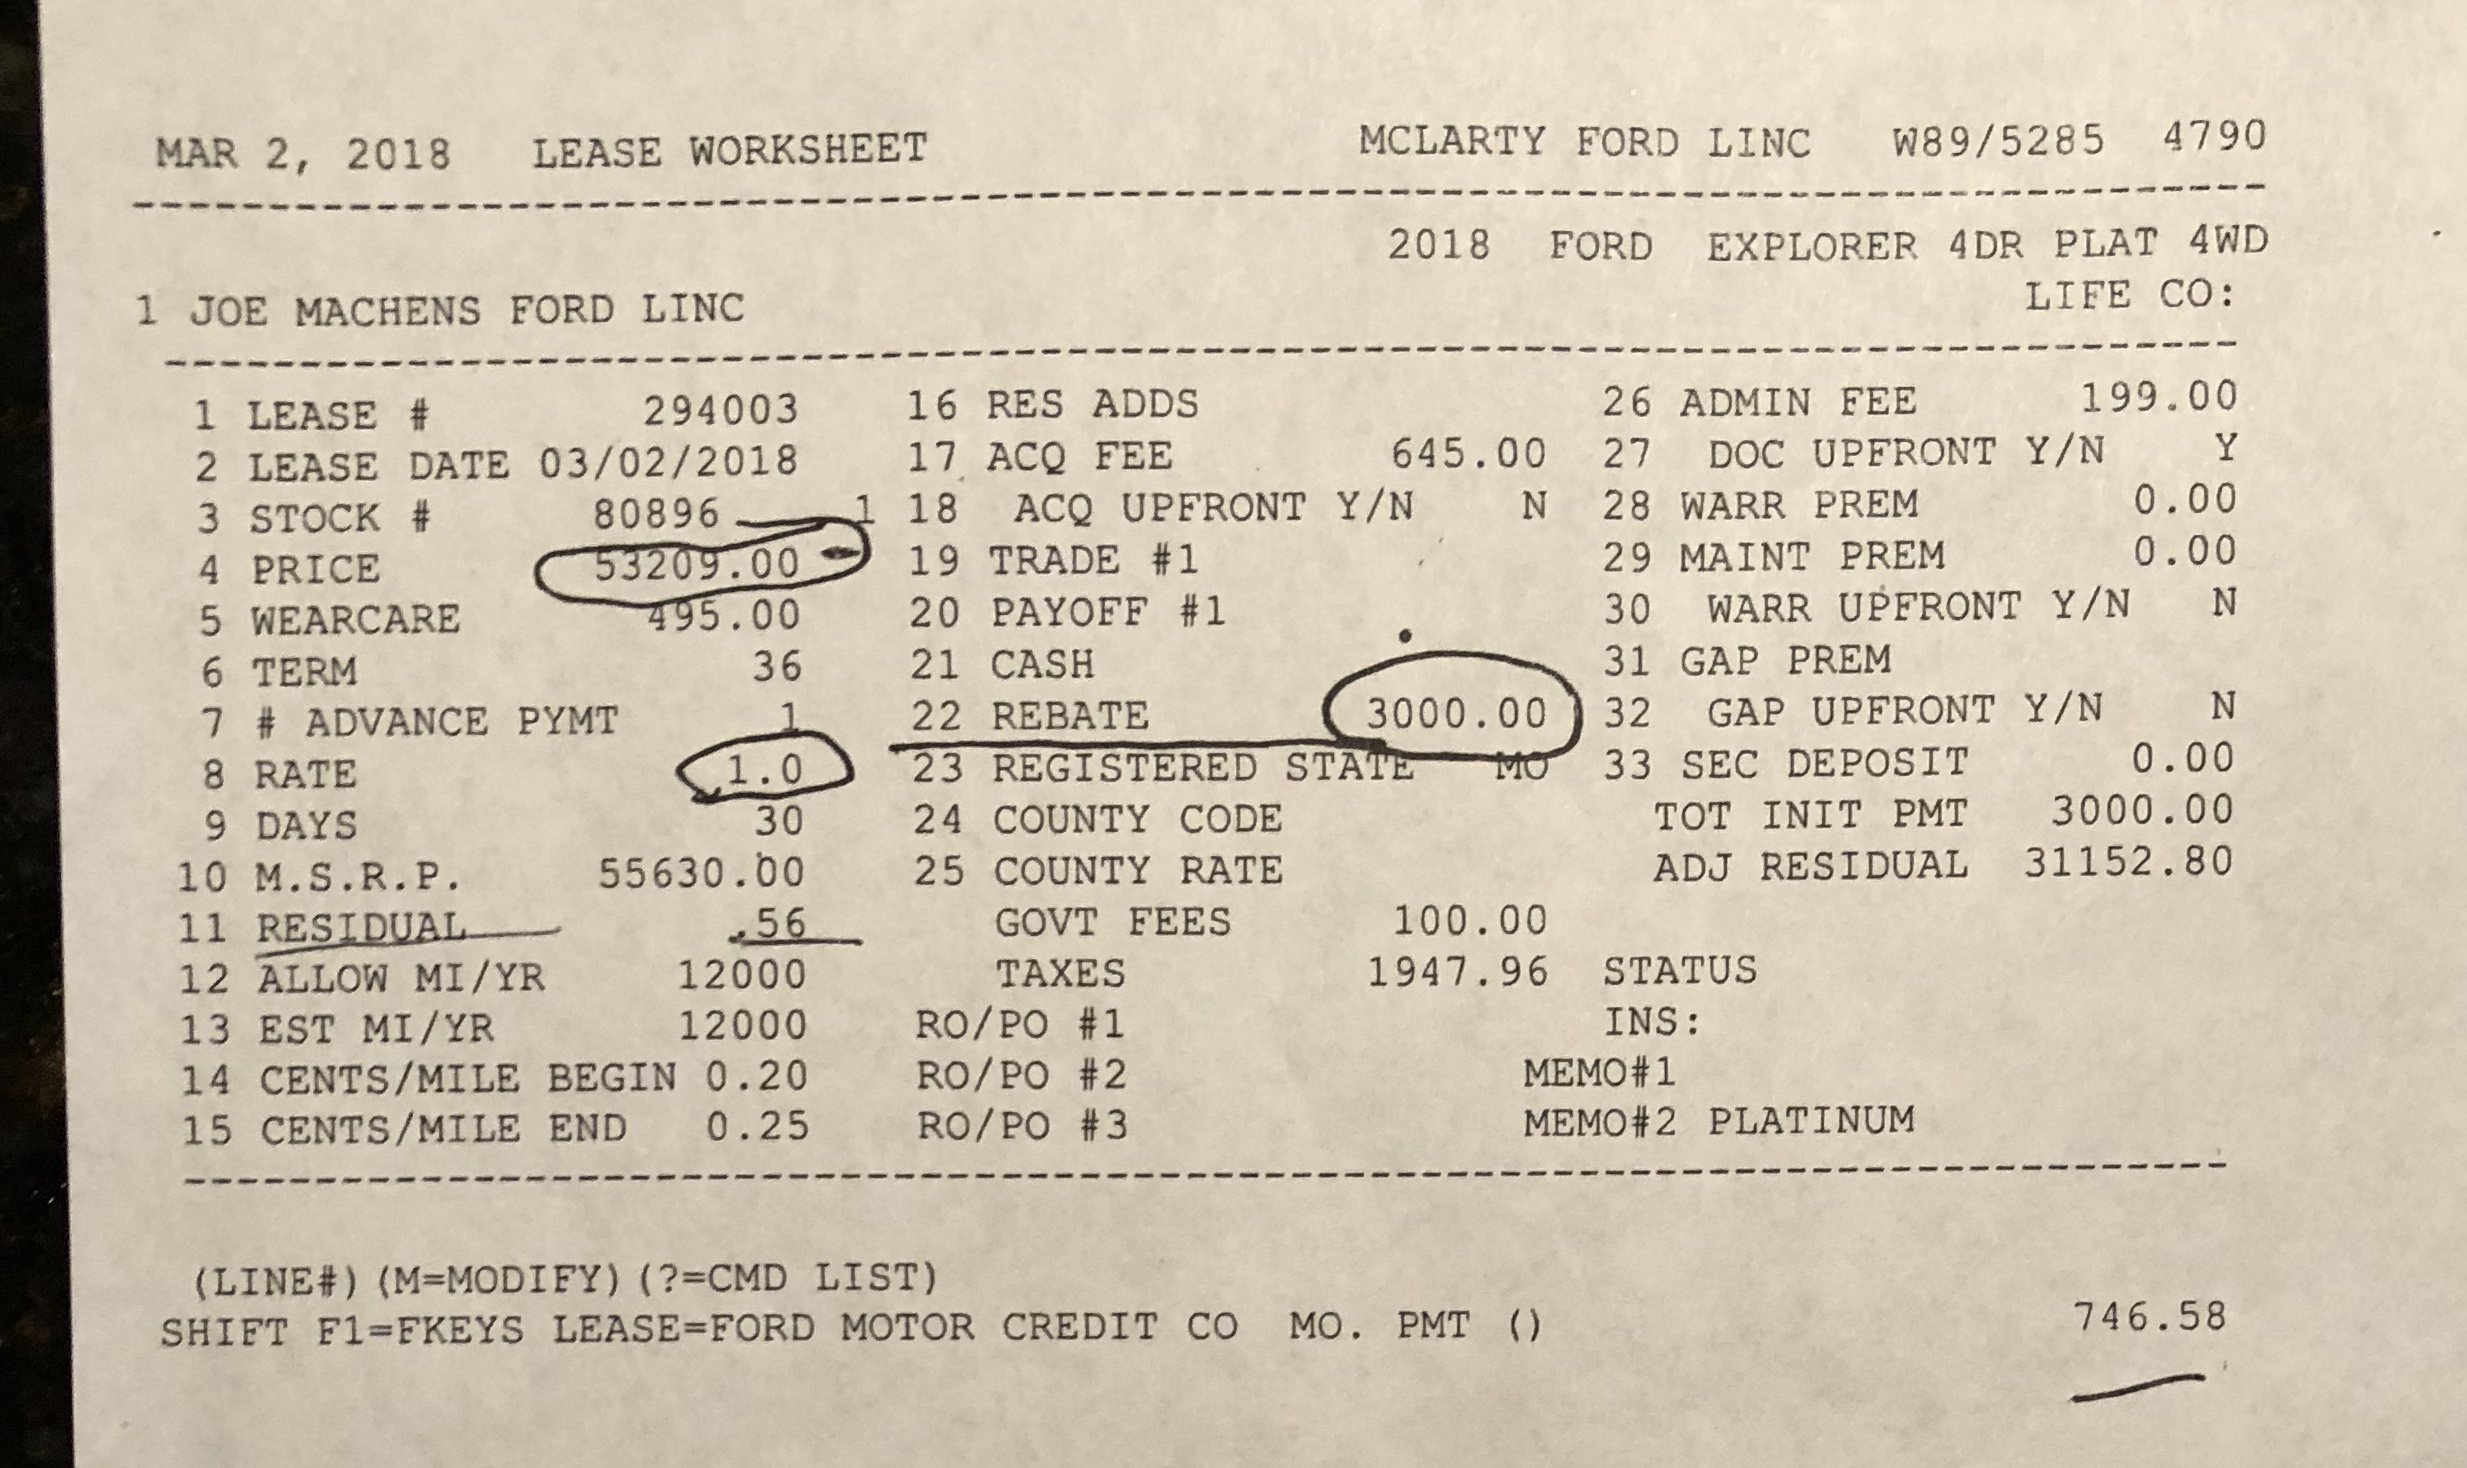 MAR 2, 2018 LEASE WORKSHEET MCLARTY FORD LINC W89/5285 4790
2018 FORD EXPLORER 4DR PLAT 4WD
LIFE CO:
1 JOE MACHENS FORD LINC
1 LEASE # 294003 16 RES ADDS 26 ADMIN FEE 199.00
2 LEASE DATE 03/02/2018 17 ACQ FEE 645.00 27 DOC UPFRONT Y/N Y
3 STOCK # 80896 1 18 ACQ UPFRONT Y/N N 28 WARR PREM 0.00
4 PRICE 53209.00 19 TRADE #1 29 MAINT PREM 0.00
5 WEARCARE 495.00 20 PAYOFF #1 30 WARR UPFRONT Y/N N
6 TERM 36 21 CASH 31 GAP PREM
7 # ADVANCE PYMT 1 22 REBATE 3000.00 32 GAP UPFRONT Y/N N
8 RATE 1.0 23 REGISTERED STATE MO 33 SEC DEPOSIT 0.00
9 DAYS 30 24 COUNTY CODE TOT INIT PMT 3000.00
10 M.S.R.P. 55630.00 25 COUNTY RATE ADJ RESIDUAL 31152.80
11 RESIDUAL .56 GOVT FEES 100.00
12 ALLOW MI/YR 12000 TAXES 1947.96 STATUS
13 EST MI/YR 12000 RO/PO #1 INS:
14 CENTS/MILE BEGIN 0.20 RO/PO #2 MEMO#1
15 CENTS/MILE END 0.25 RO/PO #3 MEMO#2 PLATINUM
(LINE#)(M=MODIFY)(?=CMD LIST)
SHIFT F1=FKEYS LEASE=FORD MOTOR CREDIT CO MO. PMT () 746.58